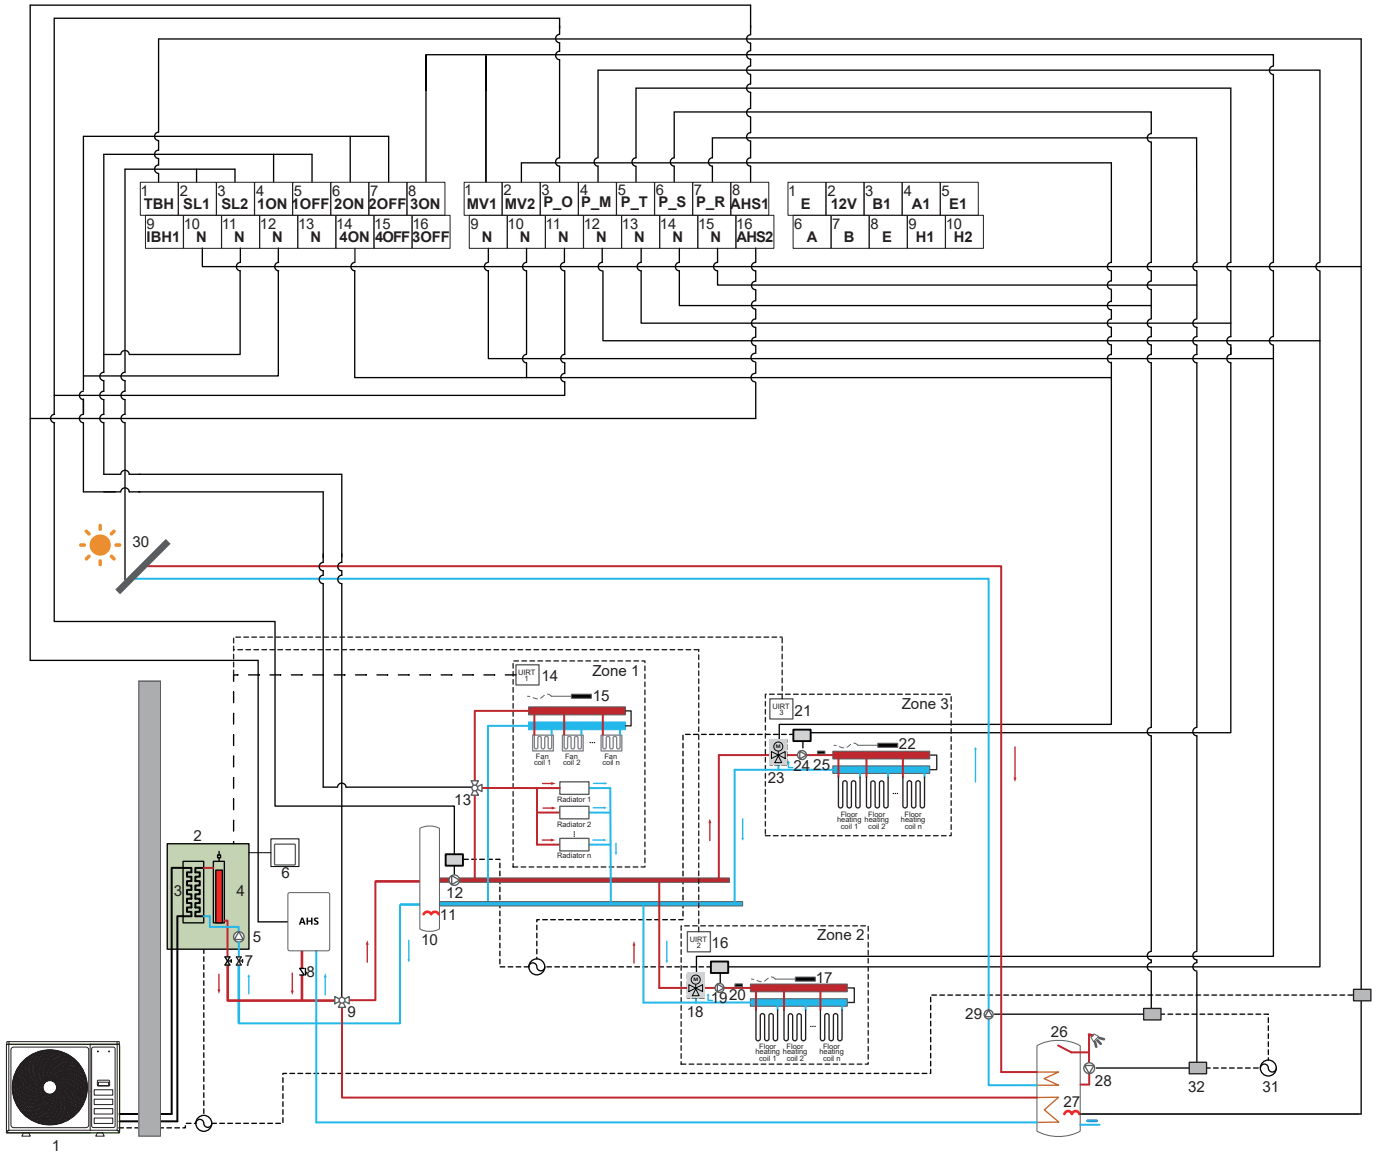 1 TBH
2 SL1
3 SL2
4 1ON
5 1OFF
6 2ON
7 2OFF
8 3ON
9 IBH1
10 N
11 N
12 N
13 N
14 4ON
15 4OFF
16 3OFF
1 MV1
2 MV2
3 P_O
4 P_M
5 P_T
6 P_S
7 P_R
8 AHS1
9 N
10 N
11 N
12 N
13 N
14 N
15 N
16 AHS2
1 E
2 12V
3 B1
4 A1
5 E1
6 A
7 B
8 E
9 H1
10 H2
30
Zone 1
UIRT 1
14
15
Fan coil 1
Fan coil 2
...
Fan coil n
13
Radiator 1
Radiator 2
Radiator n
Zone 3
UIRT 3
21
M
22
23
24
25
Floor heating coil 1
Floor heating coil 2
...
Floor heating coil n
2
3
4
5
6
7
AHS
8
9
10
11
12
Zone 2
UIRT 2
16
M
17
18
19
20
Floor heating coil 1
Floor heating coil 2
...
Floor heating coil n
29
26
27
28
32
31
1